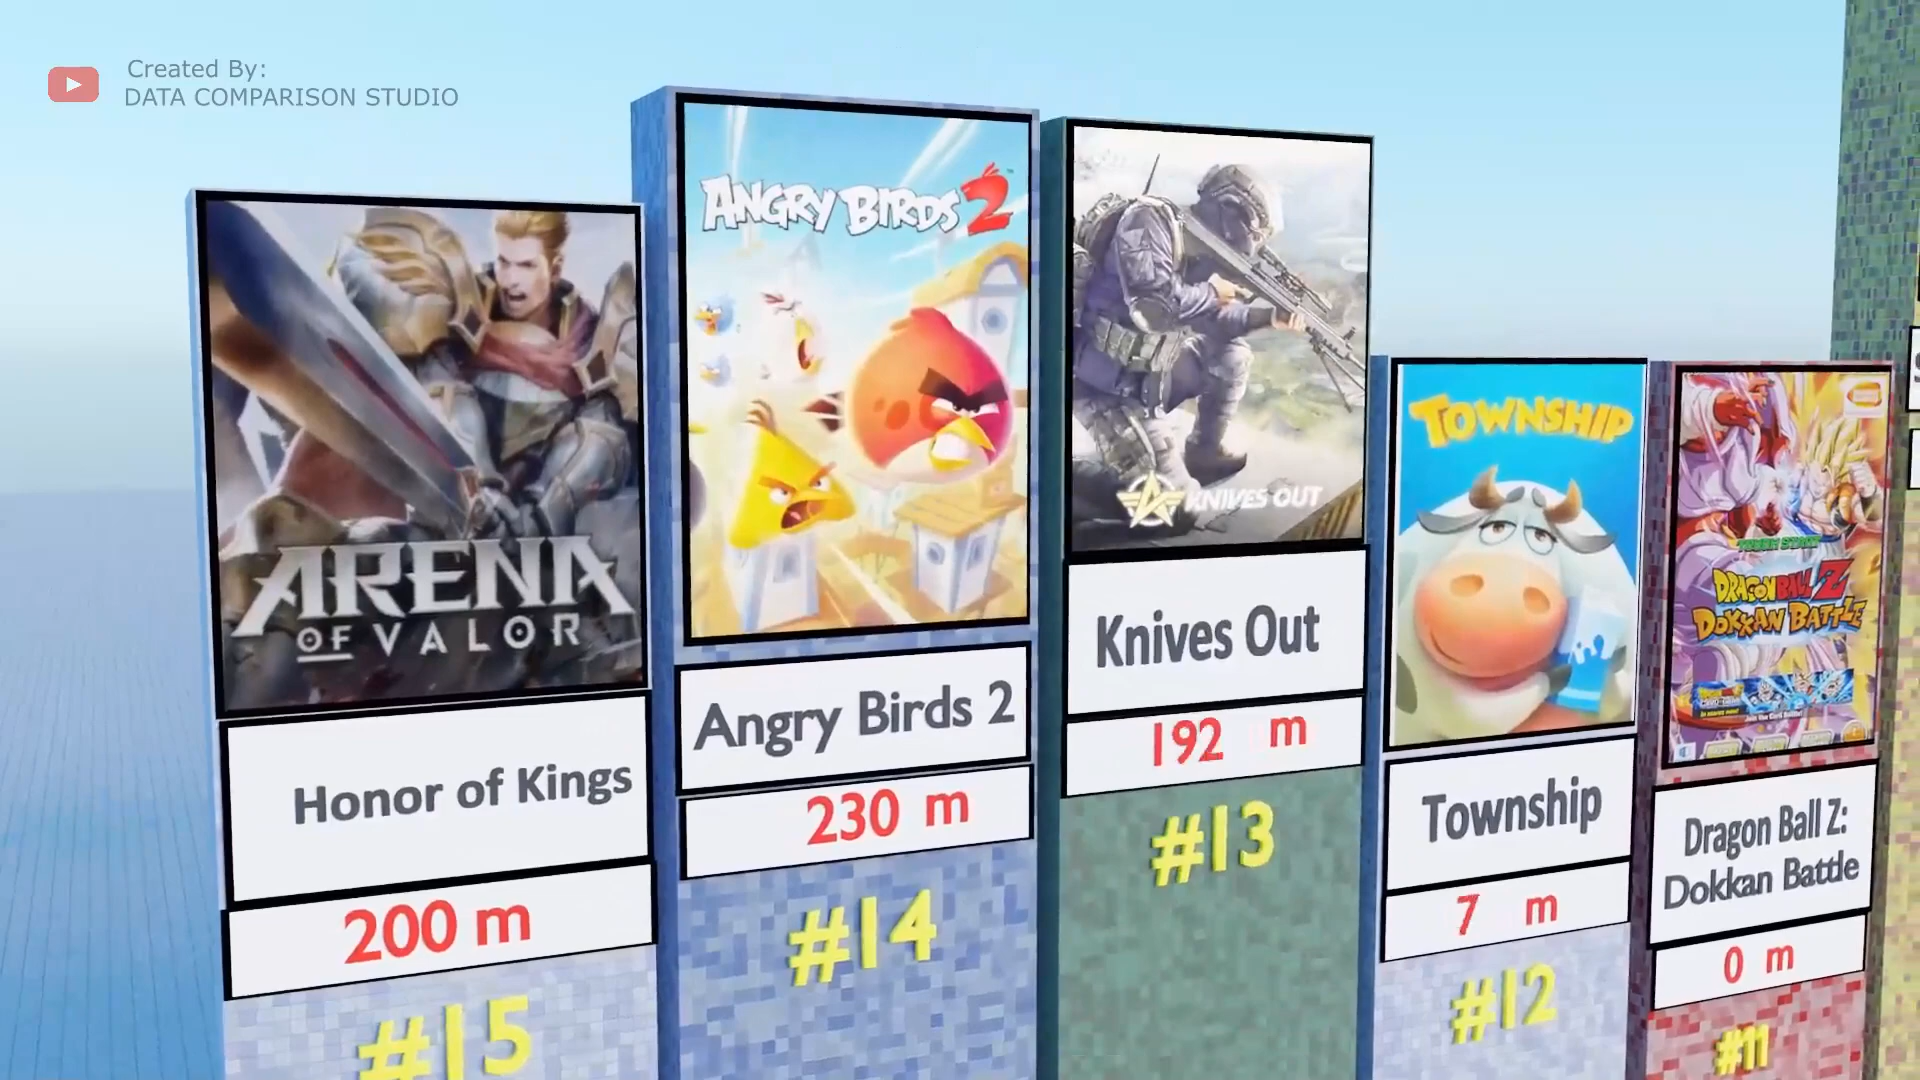 Created By:
DATA COMPARISON STUDIO
ARENA
OF VALOR
Honor of Kings
200 m
#15
ANGRY BIRDS 2
Angry Birds 2
230 m
#14
KNIVES OUT
Knives Out
192 m
#13
TOWNSHIP
Township
7 m
#12
DRAGON BALL Z
DOKKAN BATTLE
Dragon Ball Z:
Dokkan Battle
0 m
#11